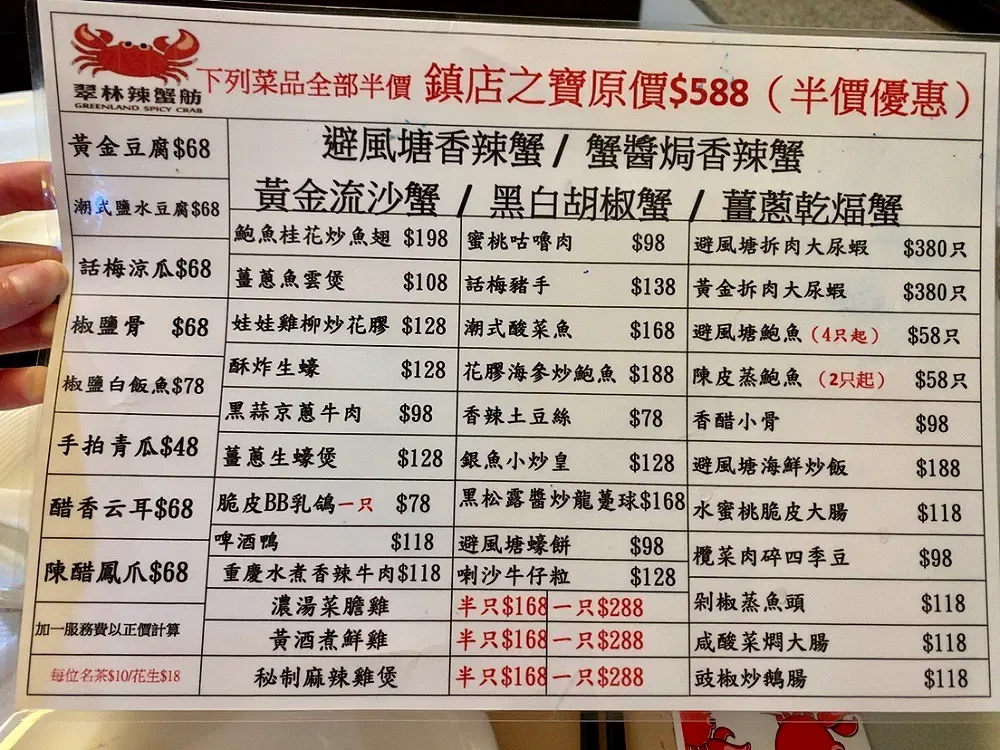 翠林辣蟹舫
GREENLAND SPICY CRAB
下列菜品全部半價 鎮店之寶原價$588（半價優惠）
避風塘香辣蟹 / 蟹醬焗香辣蟹
黃金流沙蟹 / 黑白胡椒蟹 / 薑蔥乾煏蟹
黃金豆腐$68
潮式鹽水豆腐$68
話梅涼瓜$68
椒鹽骨 $68
椒鹽白飯魚$78
手拍青瓜$48
醋香云耳$68
陳醋鳳爪$68
加一服務費以正價計算
每位名茶$10/花生$18
鮑魚桂花炒魚翅 $198
薑蔥魚雲煲 $108
娃娃雞柳炒花膠 $128
酥炸生蠔 $128
黑蒜京蔥牛肉 $98
薑蔥生蠔煲 $128
脆皮BB乳鴿一只 $78
啤酒鴨 $118
重慶水煮香辣牛肉$118
蜜桃咕嚕肉 $98
話梅豬手 $138
潮式酸菜魚 $168
花膠海參炒鮑魚 $188
香辣土豆絲 $78
銀魚小炒皇 $128
黑松露醬炒龍躉球$168
避風塘蠔餅 $98
喇沙牛仔粒 $128
濃湯菜膽雞 半只$168 一只$288
黃酒煮鮮雞 半只$168 一只$288
秘制麻辣雞煲 半只$168 一只$288
避風塘拆肉大尿蝦 $380只
黃金拆肉大尿蝦 $380只
避風塘鮑魚（4只起） $58只
陳皮蒸鮑魚（2只起） $58只
香醋小骨 $98
避風塘海鮮炒飯 $188
水蜜桃脆皮大腸 $118
欖菜肉碎四季豆 $98
剁椒蒸魚頭 $118
咸酸菜燜大腸 $118
豉椒炒鵝腸 $118